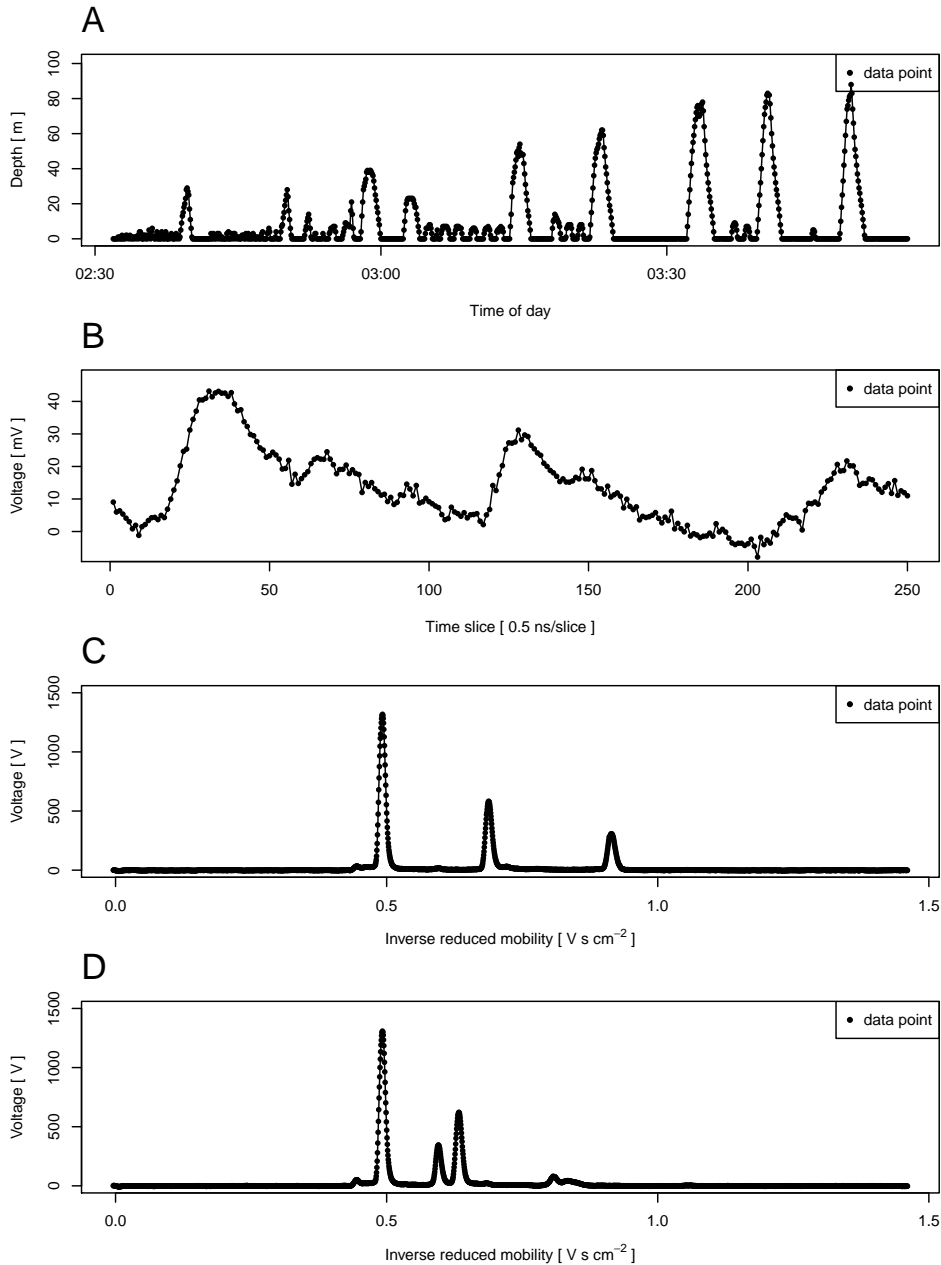 A
Depth [ m ]
0 20 40 60 80 100
data point
02:30 03:00 03:30
Time of day
B
Voltage [ mV ]
0 10 20 30 40
data point
0 50 100 150 200 250
Time slice [ 0.5 ns/slice ]
C
Voltage [ V ]
0 500 1000 1500
data point
0.0 0.5 1.0 1.5
Inverse reduced mobility [ V s cm⁻² ]
D
Voltage [ V ]
0 500 1000 1500
data point
0.0 0.5 1.0 1.5
Inverse reduced mobility [ V s cm⁻² ]